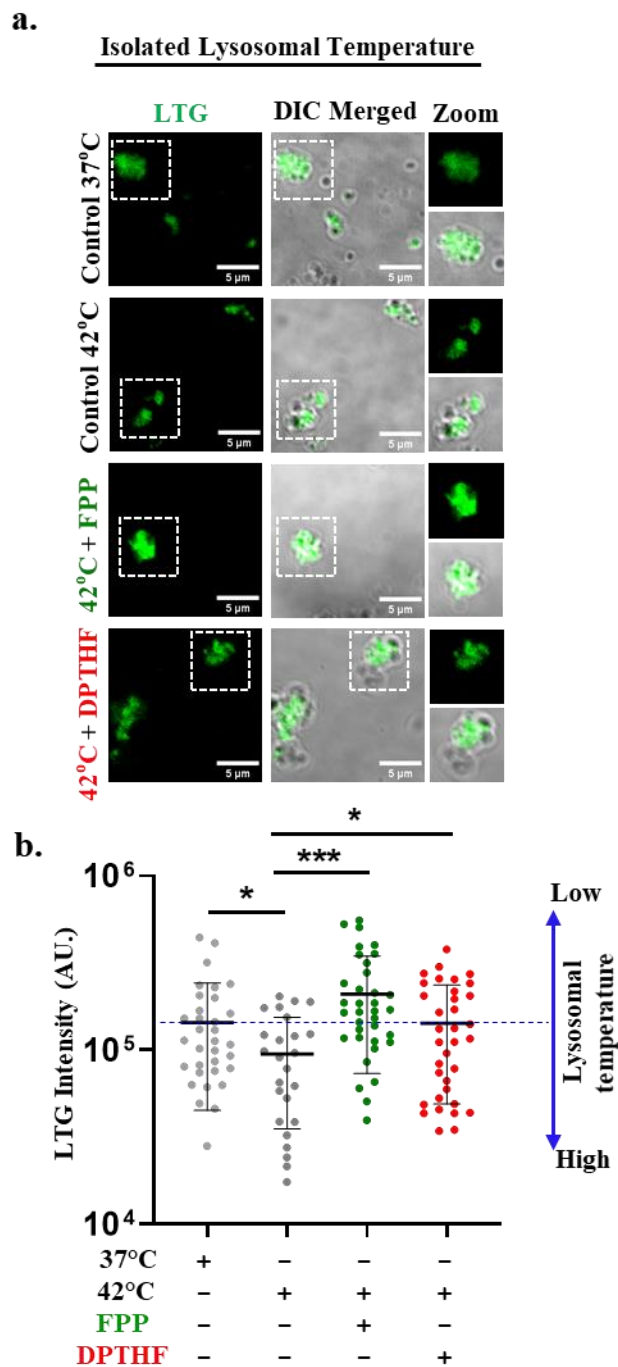 a.
Isolated Lysosomal Temperature
LTG DIC Merged Zoom
Control 37°C
5 µm 5 µm
Control 42°C
5 µm 5 µm
42°C + FPP
5 µm 5 µm
42°C + DPTHF
5 µm 5 µm
b.
*
***
*
LTG Intensity (AU.)
10⁶
10⁵
10⁴
Low
Lysosomal
temperature
High
37°C + – – –
42°C – + + +
FPP – – + –
DPTHF – – – +